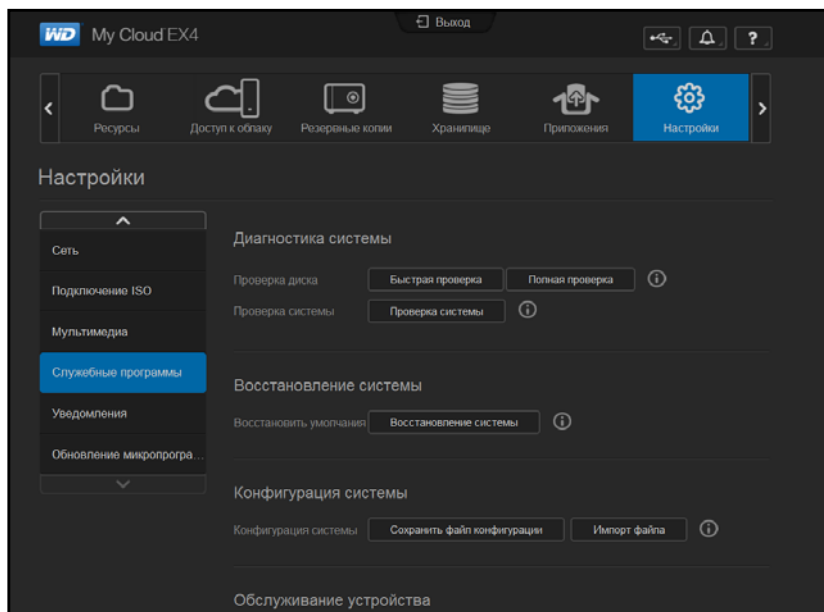 WD My Cloud EX4
Выход
?
Ресурсы
Доступ к облаку
Резервные копии
Хранилище
Приложения
Настройки
Настройки
Сеть
Подключение ISO
Мультимедиа
Служебные программы
Уведомления
Обновление микропрогра...
Диагностика системы
Проверка диска Быстрая проверка Полная проверка
Проверка системы Проверка системы
Восстановление системы
Восстановить умолчания Восстановление системы
Конфигурация системы
Конфигурация системы Сохранить файл конфигурации Импорт файла
Обслуживание устройства